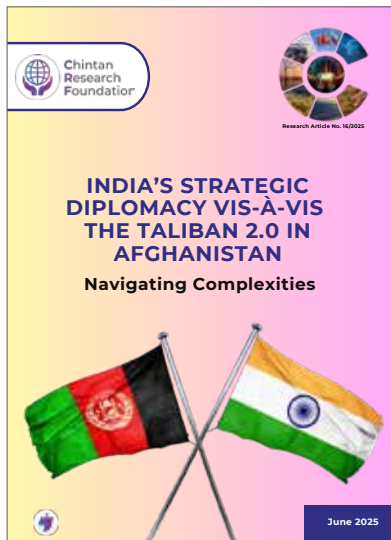 Chintan
Research
Foundation
Research Article No. 16/2025
INDIA'S STRATEGIC
DIPLOMACY VIS-À-VIS
THE TALIBAN 2.0 IN
AFGHANISTAN
Navigating Complexities
June 2025